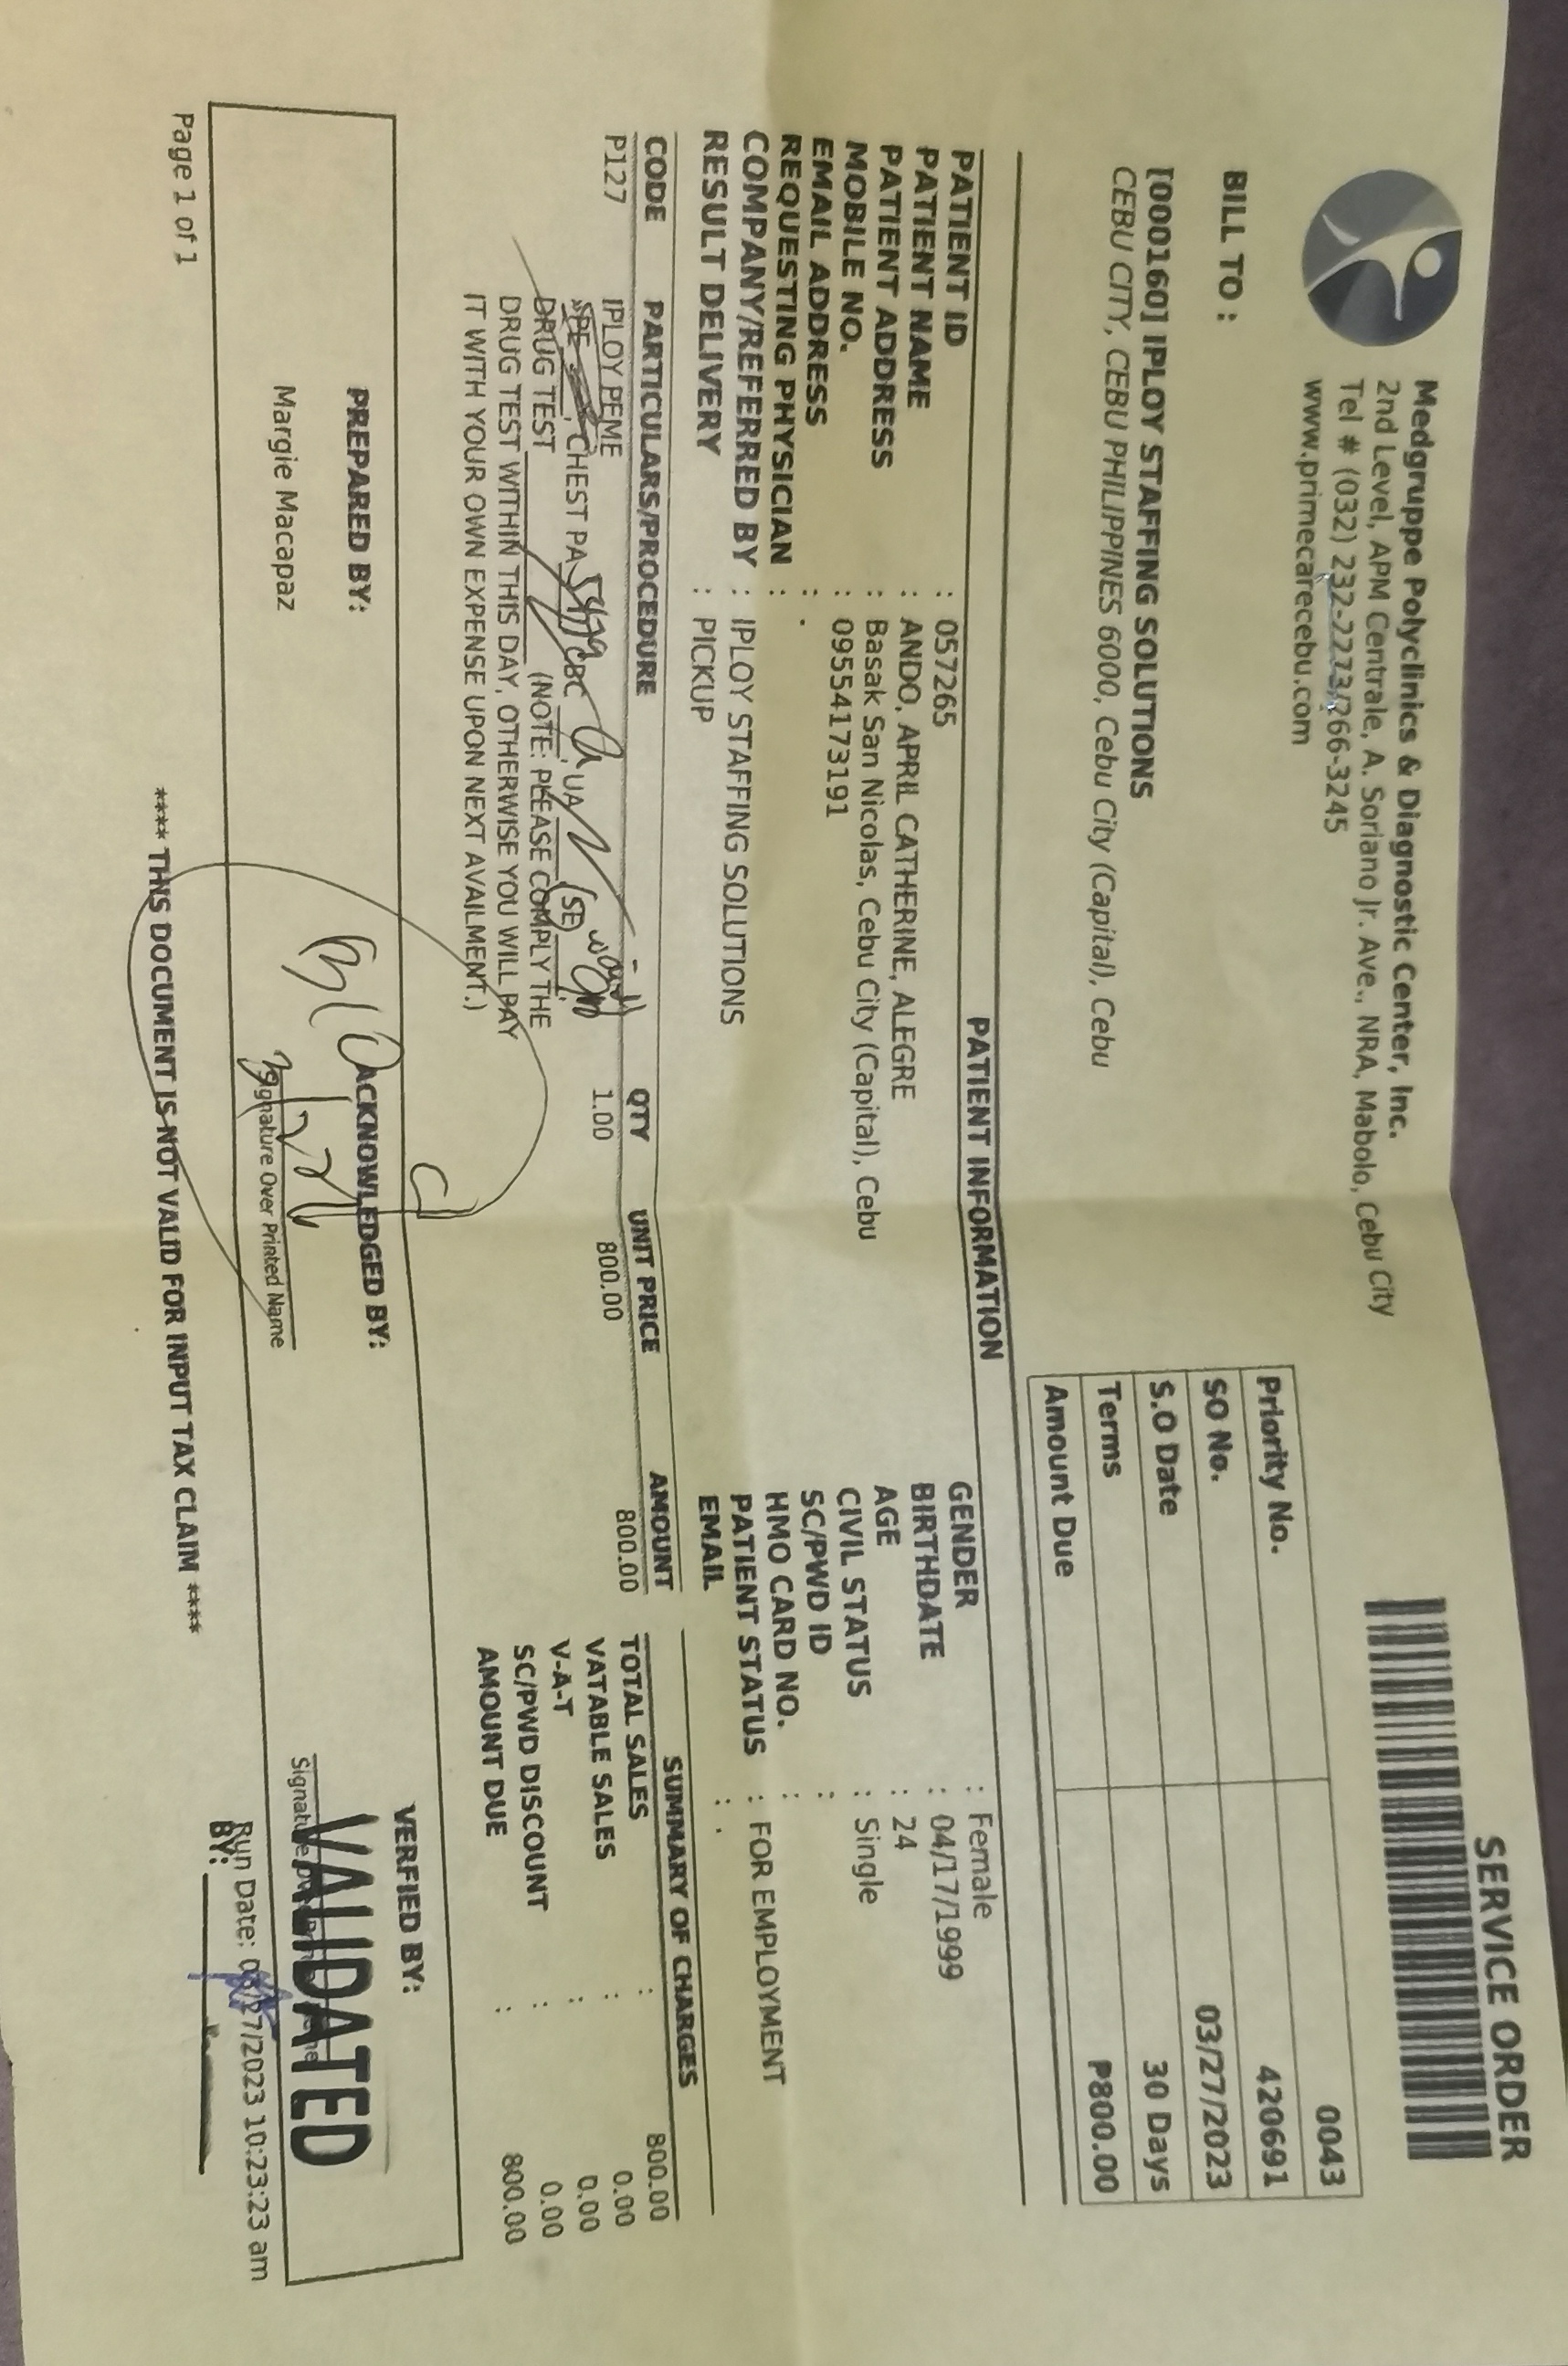 SERVICE ORDER
Medgruppe Polyclinics & Diagnostic Center, Inc.
2nd Level, APM Centrale, A. Soriano Jr. Ave., NRA, Mabolo, Cebu City
Tel # (032) 232-2273/266-3245
www.primecarecebu.com
BILL TO :
[000160] IPLOY STAFFING SOLUTIONS
CEBU CITY, CEBU PHILIPPINES 6000, Cebu City (Capital), Cebu
Priority No. 0043
SO No. 420691
S.O Date 03/27/2023
Terms 30 Days
Amount Due ₱800.00
PATIENT INFORMATION
PATIENT ID : 057265
PATIENT NAME : ANDO, APRIL CATHERINE, ALEGRE
PATIENT ADDRESS : Basak San Nicolas, Cebu City (Capital), Cebu
MOBILE NO. : 09554173191
EMAIL ADDRESS : .
REQUESTING PHYSICIAN :
COMPANY/REFERRED BY : IPLOY STAFFING SOLUTIONS
RESULT DELIVERY : PICKUP
GENDER : Female
BIRTHDATE : 04/17/1999
AGE : 24
CIVIL STATUS : Single
SC/PWD ID :
HMO CARD NO. :
PATIENT STATUS : FOR EMPLOYMENT
EMAIL : .
CODE PARTICULARS/PROCEDURE QTY UNIT PRICE AMOUNT
P127 IPLOY PEME 1.00 800.00 800.00
SPE, CHEST PA CBC UA (SE)
DRUG TEST (NOTE: PLEASE COMPLY THE
DRUG TEST WITHIN THIS DAY, OTHERWISE YOU WILL PAY
IT WITH YOUR OWN EXPENSE UPON NEXT AVAILMENT.)
SUMMARY OF CHARGES
TOTAL SALES : 800.00
VATABLE SALES : 0.00
V-A-T : 0.00
SC/PWD DISCOUNT : 0.00
AMOUNT DUE : 800.00
PREPARED BY:
Margie Macapaz
ACKNOWLEDGED BY:
Signature Over Printed Name
VERFIED BY:
VALIDATED
BY:
Page 1 of 1
Run Date: 03/27/2023 10:23:23 am
**** THIS DOCUMENT IS NOT VALID FOR INPUT TAX CLAIM ****